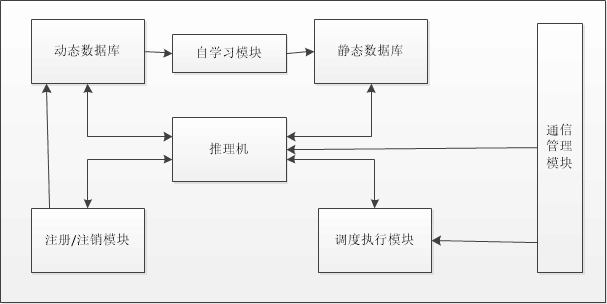 动态数据库
自学习模块
静态数据库
推理机
通信
管理
模块
注册/注销模块
调度执行模块